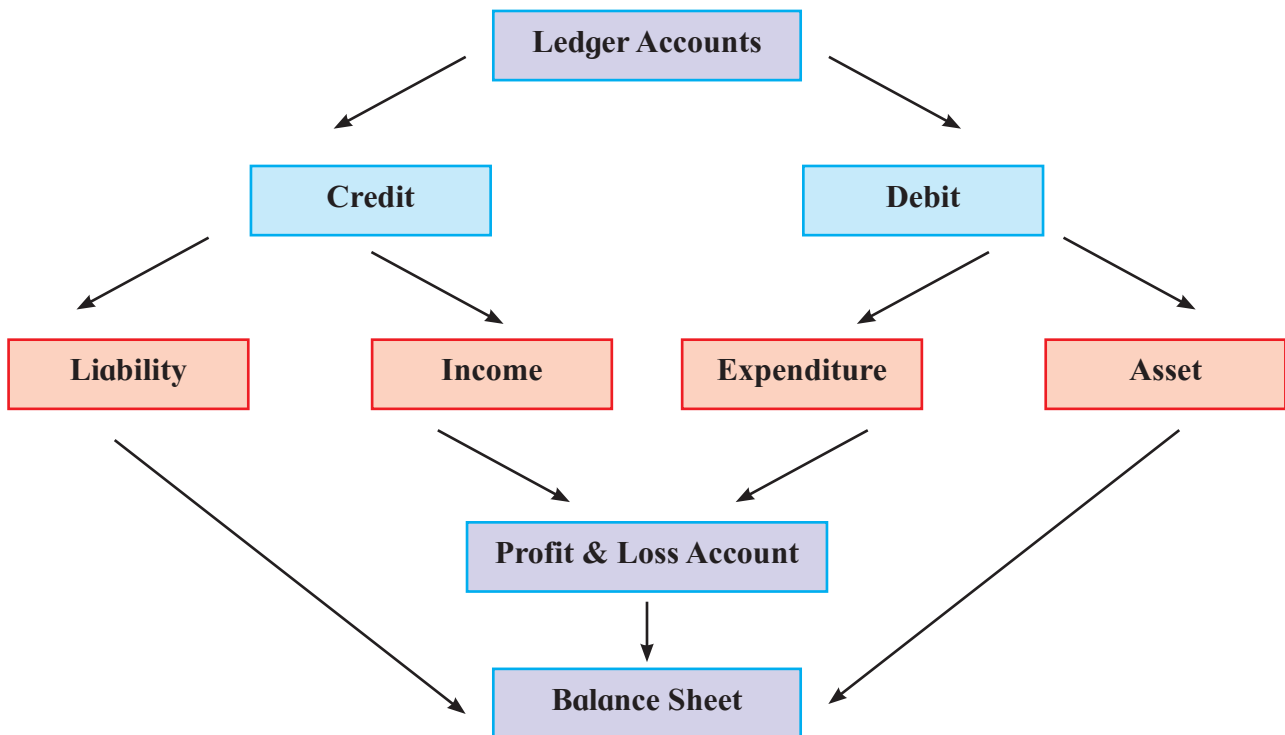 Ledger Accounts
Credit
Debit
Liability
Income
Expenditure
Asset
Profit & Loss Account
Balance Sheet